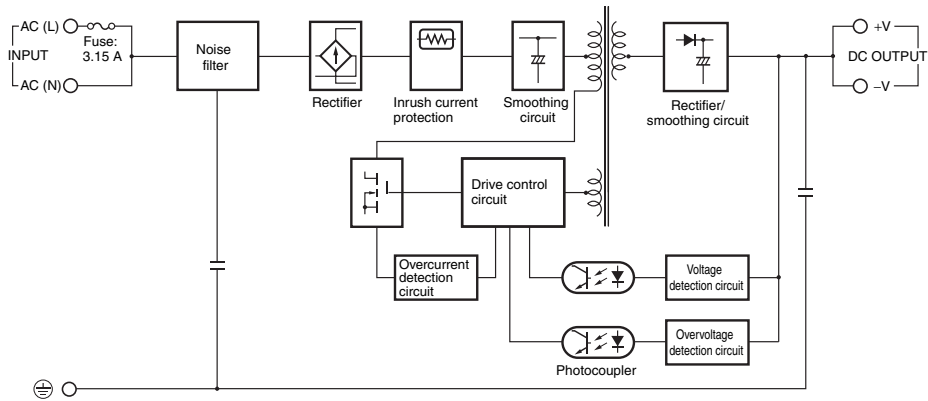 AC (L)
Fuse:
3.15 A
INPUT
AC (N)
Noise
filter
Rectifier
Inrush current
protection
Smoothing
circuit
Rectifier/
smoothing circuit
+V
DC OUTPUT
–V
Drive control
circuit
Overcurrent
detection
circuit
Voltage
detection circuit
Overvoltage
detection circuit
Photocoupler